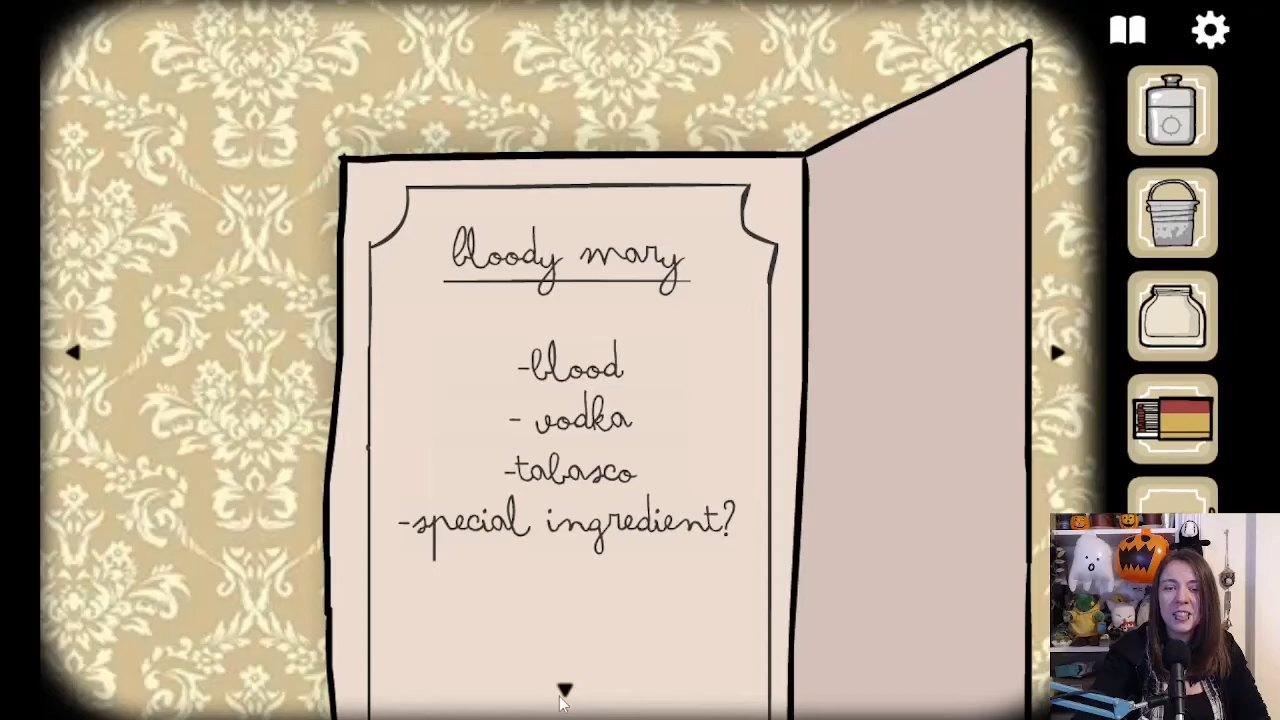 bloody mary
-blood
- vodka
-tabasco
-special ingredient?